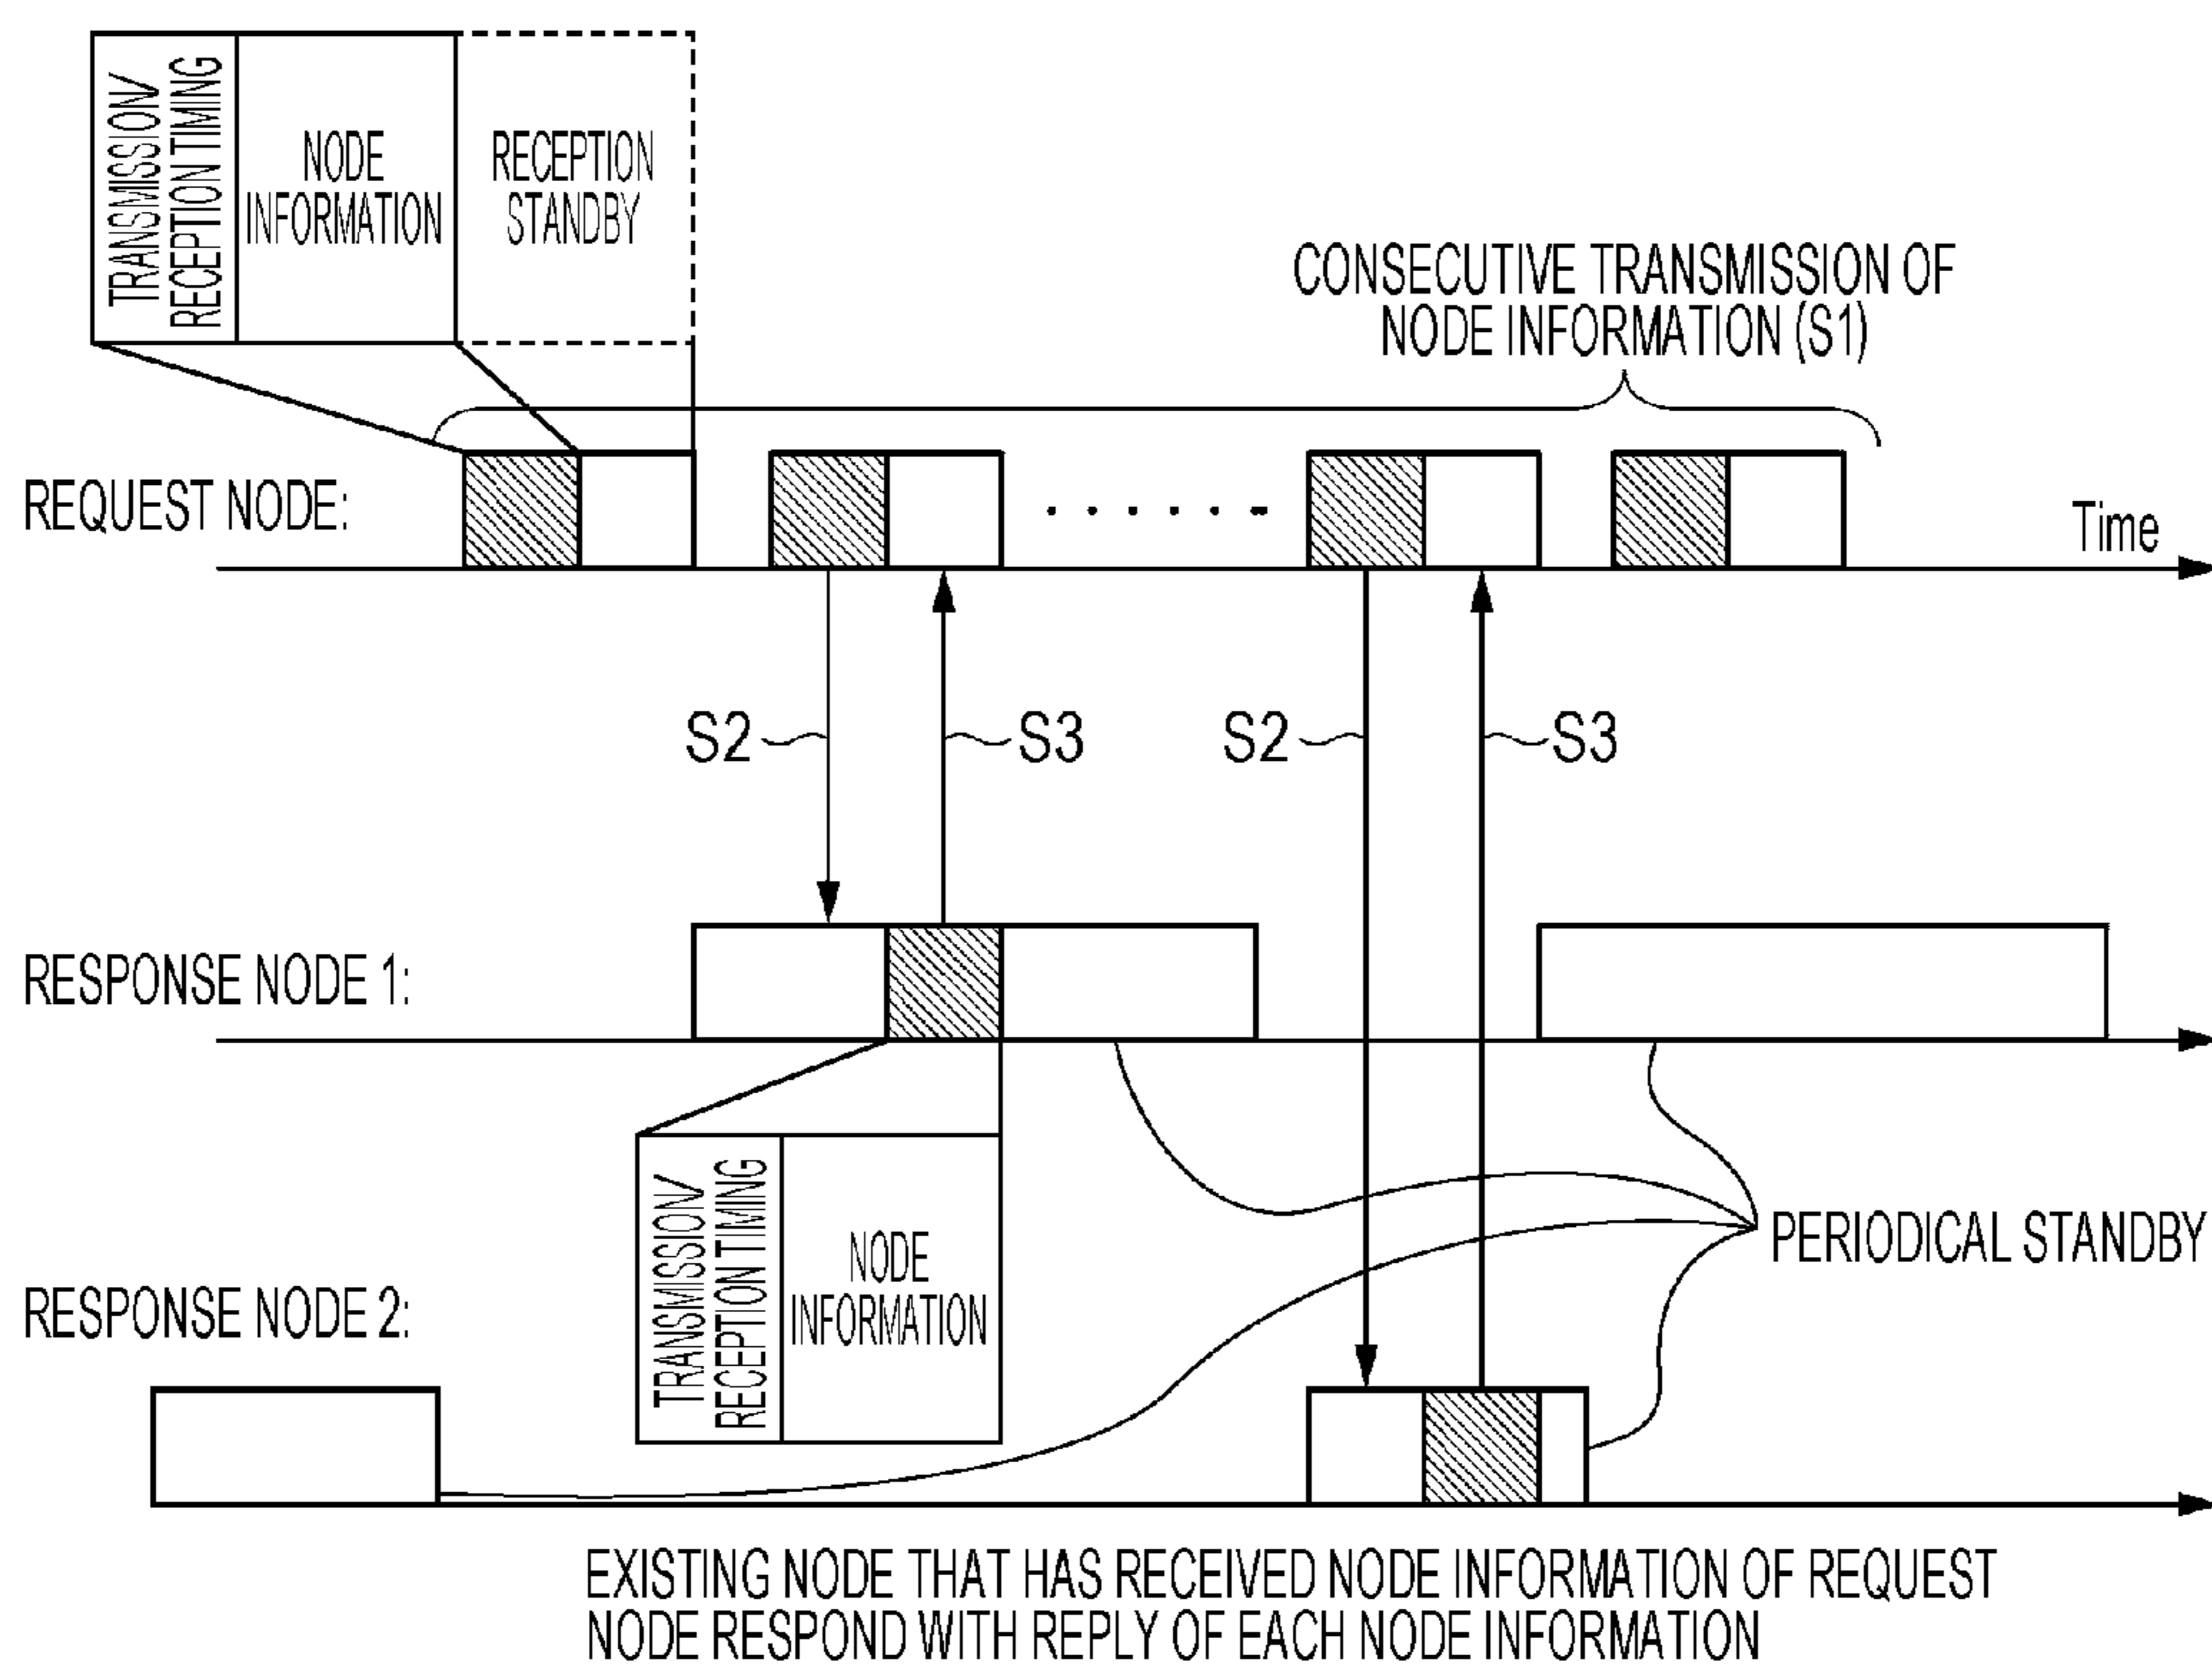 TRANSMISSION/
RECEPTION TIMING
NODE
INFORMATION
RECEPTION
STANDBY
CONSECUTIVE TRANSMISSION OF
NODE INFORMATION (S1)
REQUEST NODE:
Time
S2
S3
S2
S3
RESPONSE NODE 1:
TRANSMISSION/
RECEPTION TIMING
NODE
INFORMATION
PERIODICAL STANDBY
RESPONSE NODE 2:
EXISTING NODE THAT HAS RECEIVED NODE INFORMATION OF REQUEST
NODE RESPOND WITH REPLY OF EACH NODE INFORMATION